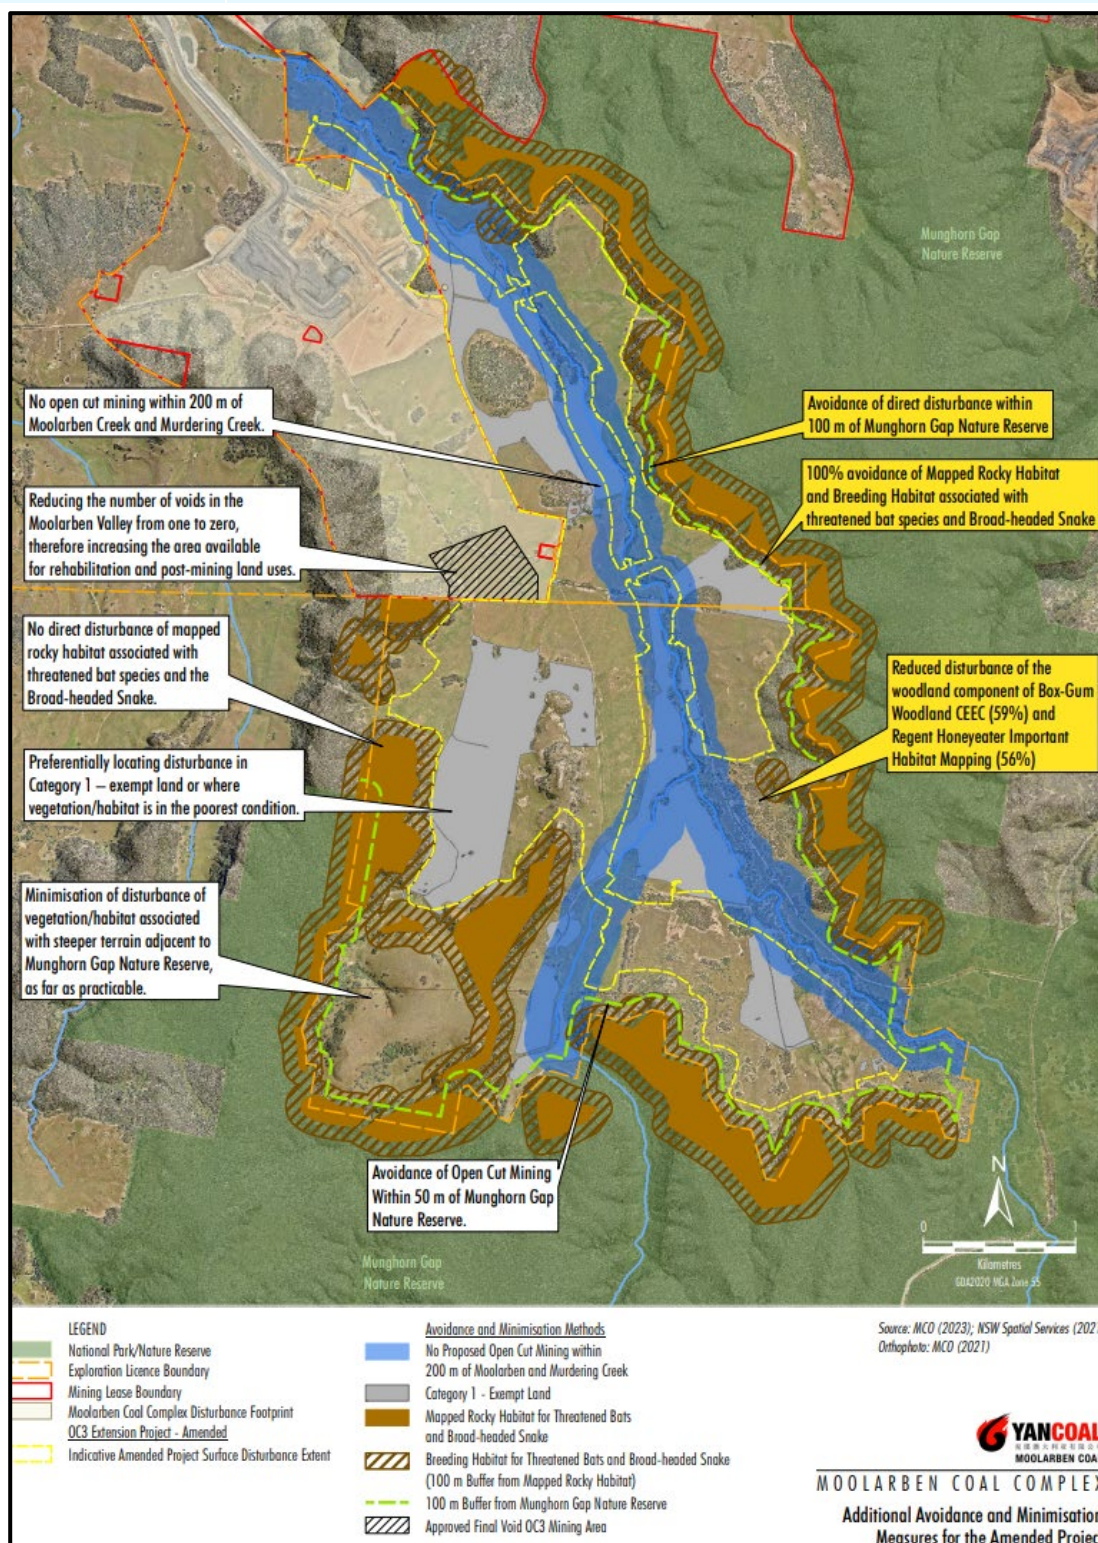 Munghorn Gap
Nature Reserve
No open cut mining within 200 m of
Moolarben Creek and Murdering Creek.
Avoidance of direct disturbance within
100 m of Munghorn Gap Nature Reserve
100% avoidance of Mapped Rocky Habitat
and Breeding Habitat associated with
threatened bat species and Broad-headed Snake
Reducing the number of voids in the
Moolarben Valley from one to zero,
therefore increasing the area available
for rehabilitation and post-mining land uses.
No direct disturbance of mapped
rocky habitat associated with
threatened bat species and the
Broad-headed Snake.
Reduced disturbance of the
woodland component of Box-Gum
Woodland CEEC (59%) and
Regent Honeyeater Important
Habitat Mapping (56%)
Preferentially locating disturbance in
Category 1 – exempt land or where
vegetation/habitat is in the poorest condition.
Minimisation of disturbance of
vegetation/habitat associated
with steeper terrain adjacent to
Munghorn Gap Nature Reserve,
as far as practicable.
Avoidance of Open Cut Mining
Within 50 m of Munghorn Gap
Nature Reserve.
N
0 1
Kilometres
GDA2020 MGA Zone 55
Munghorn Gap
Nature Reserve
LEGEND
National Park/Nature Reserve
Exploration Licence Boundary
Mining Lease Boundary
Moolarben Coal Complex Disturbance Footprint
OC3 Extension Project - Amended
Indicative Amended Project Surface Disturbance Extent
Avoidance and Minimisation Methods
No Proposed Open Cut Mining within
200 m of Moolarben and Murdering Creek
Category 1 - Exempt Land
Mapped Rocky Habitat for Threatened Bats
and Broad-headed Snake
Breeding Habitat for Threatened Bats and Broad-headed Snake
(100 m Buffer from Mapped Rocky Habitat)
100 m Buffer from Munghorn Gap Nature Reserve
Approved Final Void OC3 Mining Area
Source: MCO (2023); NSW Spatial Services (202
Orthophoto: MCO (2021)
YANCOAL
MOOLARBEN COAL
MOOLARBEN COAL COMPLEX
Additional Avoidance and Minimisation
Measures for the Amended Project